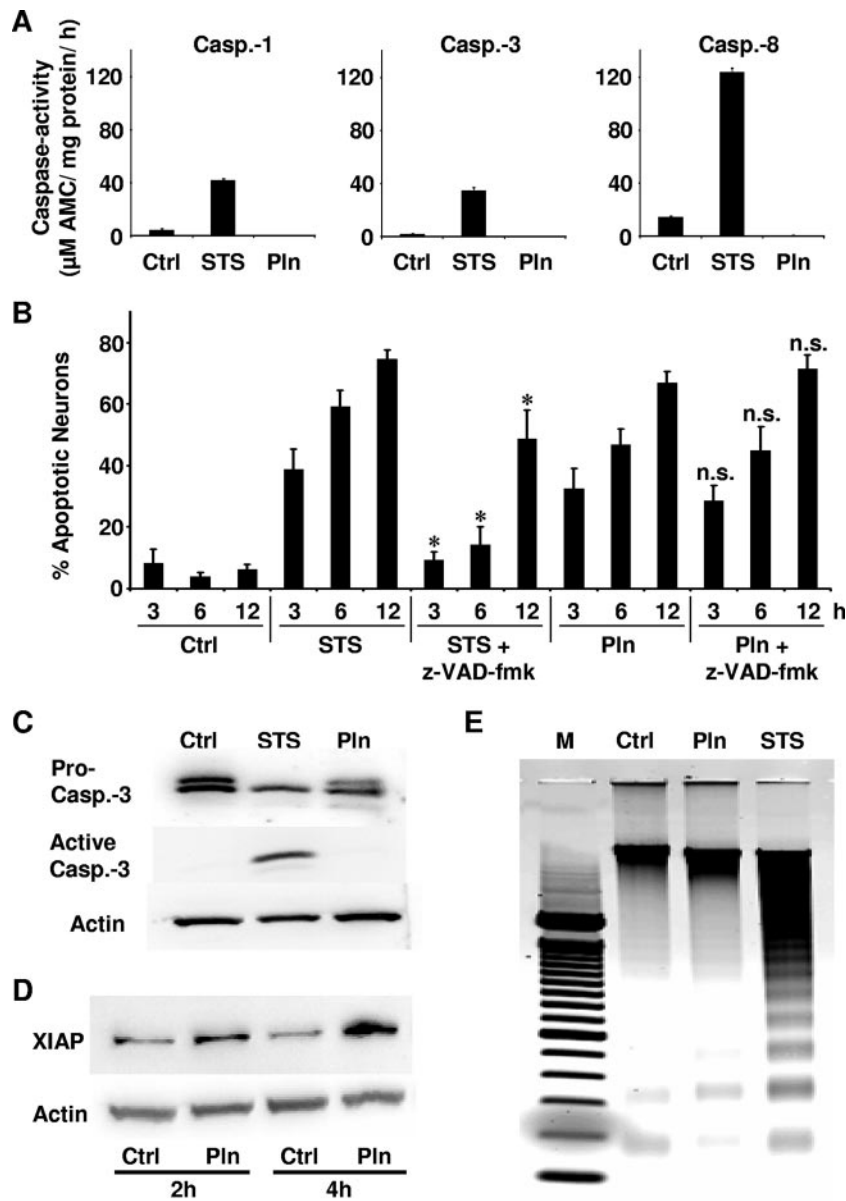 A
Casp.-1
Casp.-3
Casp.-8
Caspase-activity
(µM AMC/ mg protein/ h)
120
80
40
0
Ctrl STS Pln
120
80
40
0
Ctrl STS Pln
120
80
40
0
Ctrl STS Pln
B
% Apoptotic Neurons
80
60
40
20
0
* * *
n.s. n.s. n.s.
3 6 12 3 6 12 3 6 12 3 6 12 3 6 12 h
Ctrl STS STS + Pln Pln +
z-VAD-fmk z-VAD-fmk
C
Ctrl STS Pln
Pro-
Casp.-3
Active
Casp.-3
Actin
D
XIAP
Actin
Ctrl Pln Ctrl Pln
2h 4h
E
M Ctrl Pln STS